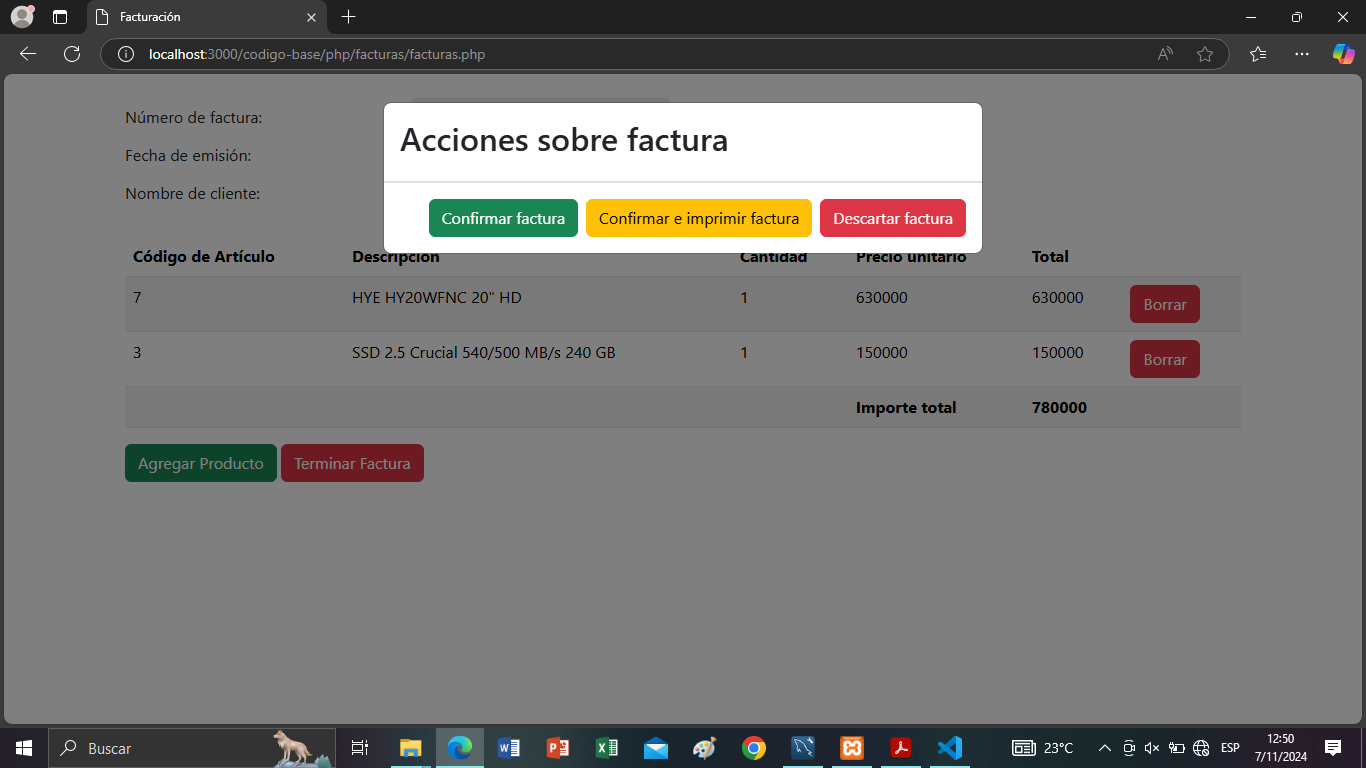 Facturación
localhost:3000/codigo-base/php/facturas/facturas.php
Número de factura:
Fecha de emisión:
Nombre de cliente:
Acciones sobre factura
Confirmar factura Confirmar e imprimir factura Descartar factura
Código de Artículo Descripción Cantidad Precio unitario Total
7 HYE HY20WFNC 20" HD 1 630000 630000 Borrar
3 SSD 2.5 Crucial 540/500 MB/s 240 GB 1 150000 150000 Borrar
Importe total 780000
Agregar Producto Terminar Factura
Buscar
23°C
ESP
12:50
7/11/2024